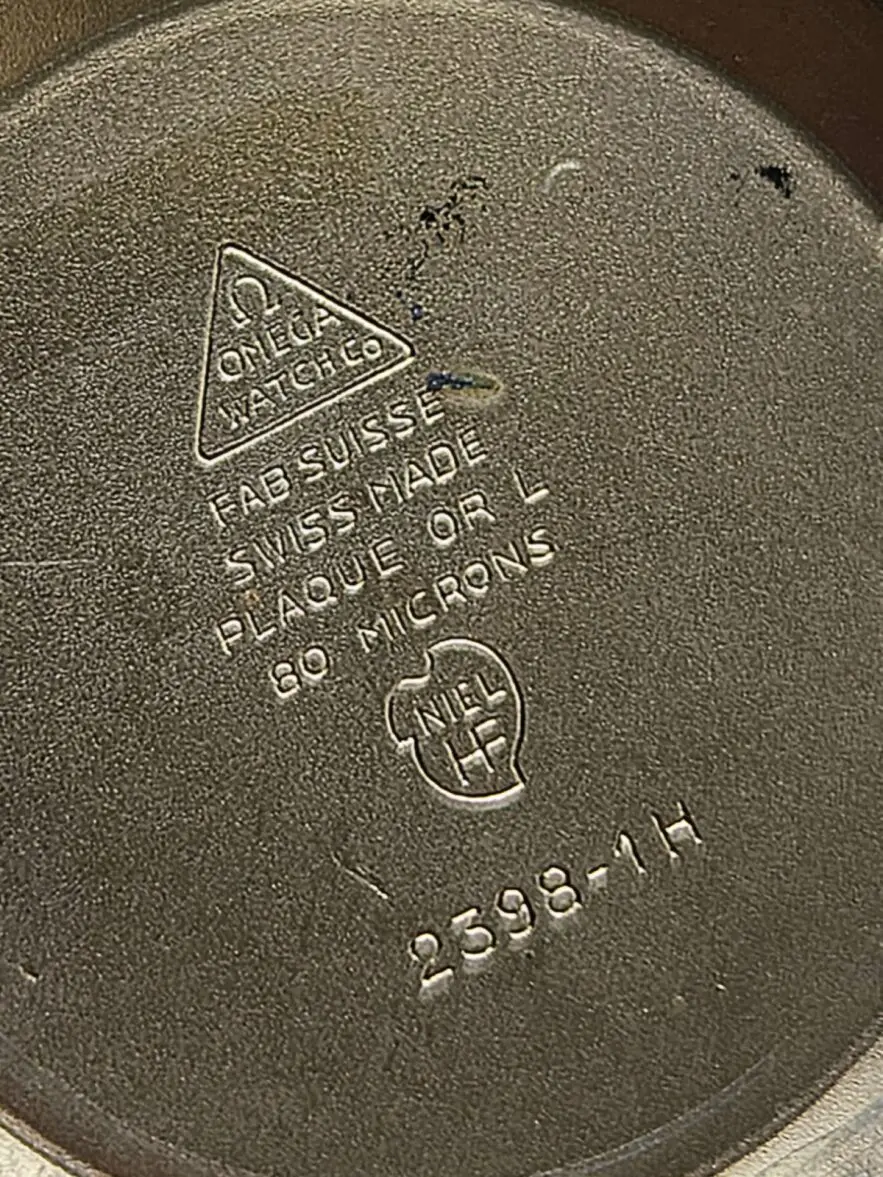 Ω
OMEGA
WATCH Co
FAB SUISSE
SWISS MADE
PLAQUE OR L
80 MICRONS
NIEL
HF
2398-1H